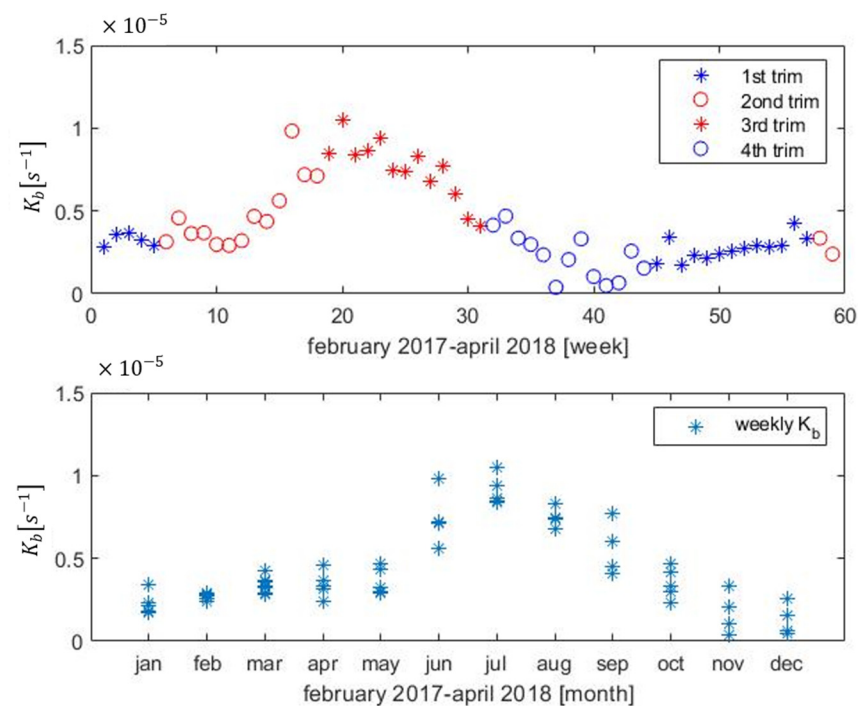 × 10⁻⁵
1.5
1
0.5
0
K_b[s⁻¹]
1st trim
2ond trim
3rd trim
4th trim
0 10 20 30 40 50 60
february 2017-april 2018 [week]
× 10⁻⁵
1.5
1
0.5
0
K_b[s⁻¹]
weekly K_b
jan feb mar apr may jun jul aug sep oct nov dec
february 2017-april 2018 [month]